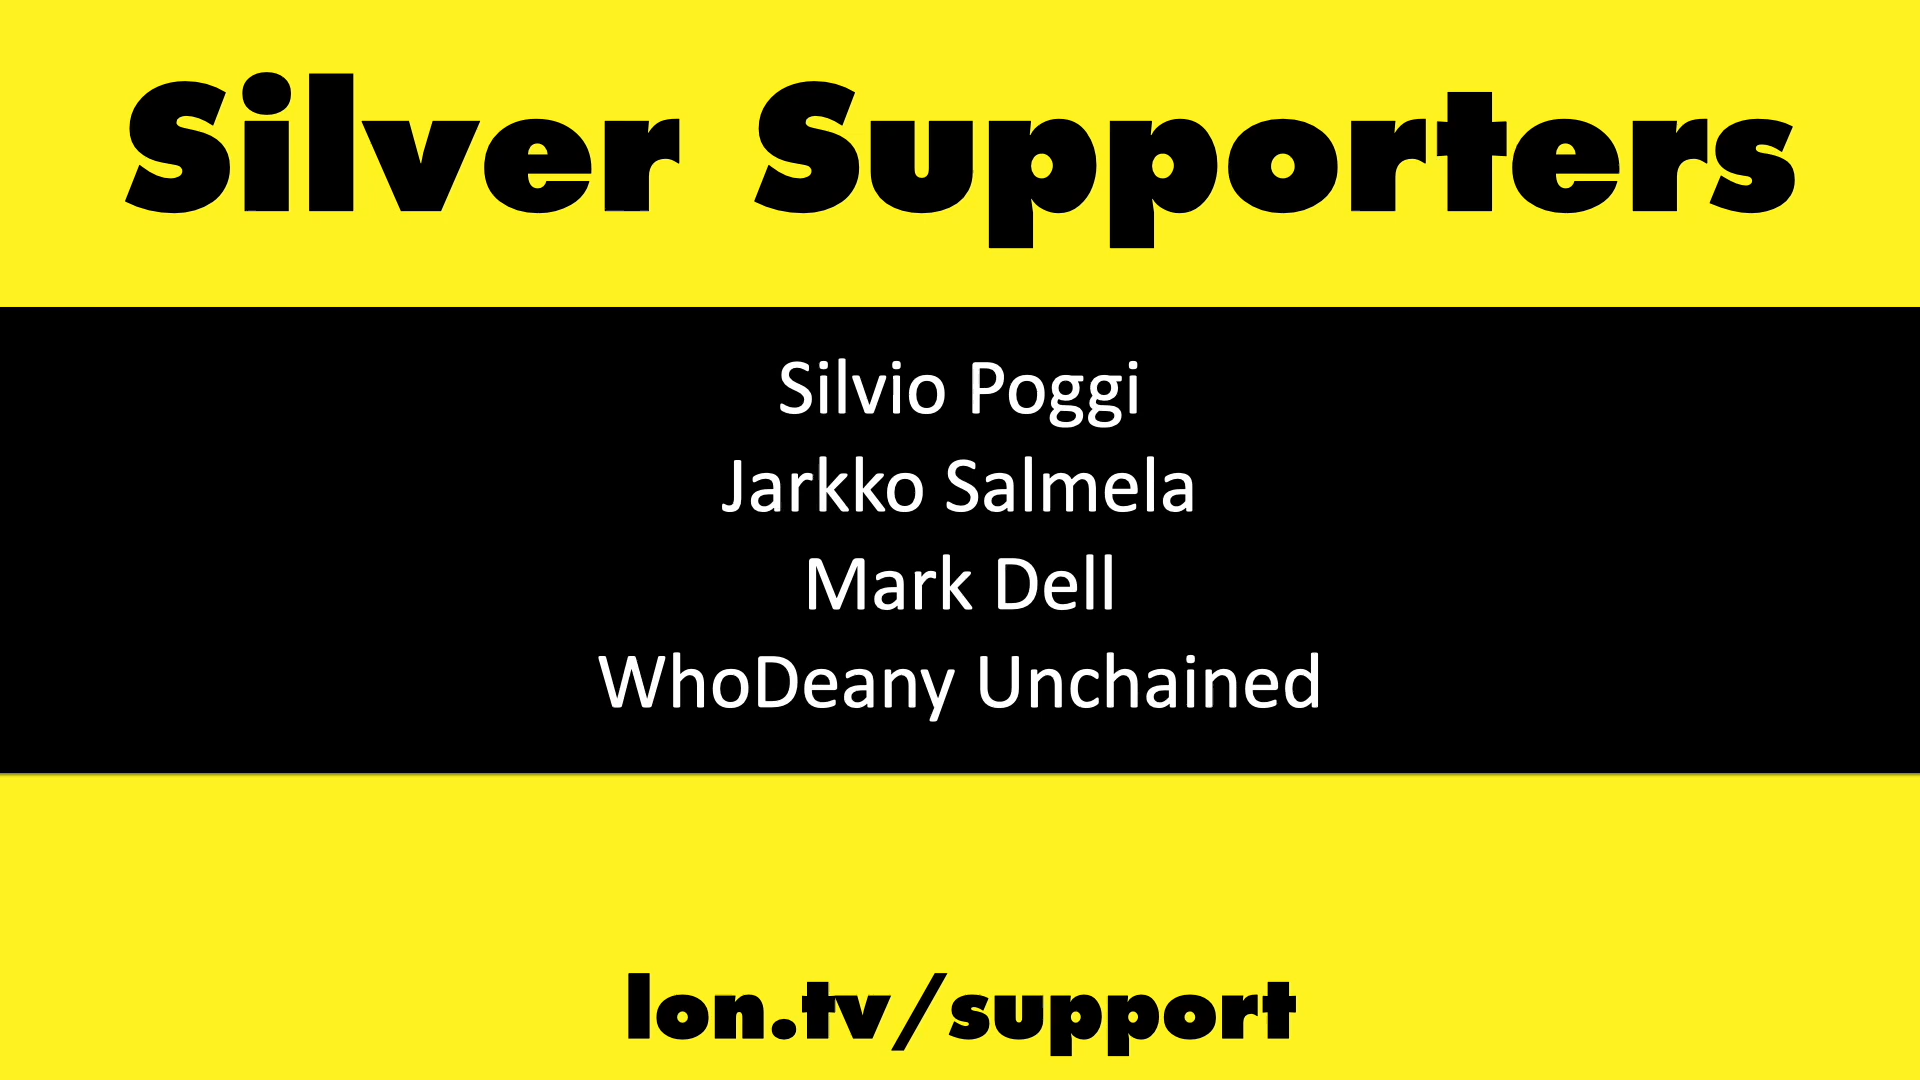 Silver Supporters
Silvio Poggi
Jarkko Salmela
Mark Dell
WhoDeany Unchained
lon.tv/support